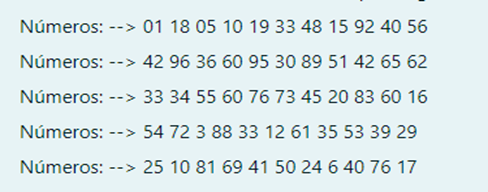 Números: --> 01 18 05 10 19 33 48 15 92 40 56
Números: --> 42 96 36 60 95 30 89 51 42 65 62
Números: --> 33 34 55 60 76 73 45 20 83 60 16
Números: --> 54 72 3 88 33 12 61 35 53 39 29
Números: --> 25 10 81 69 41 50 24 6 40 76 17